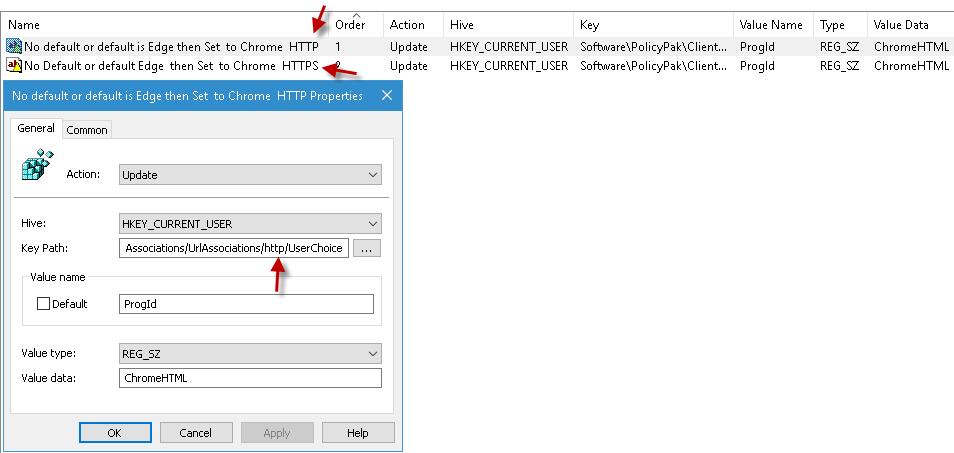 Name Order Action Hive Key Value Name Type Value Data
No default or default is Edge then Set to Chrome HTTP 1 Update HKEY_CURRENT_USER Software\PolicyPak\Client... ProgId REG_SZ ChromeHTML
No Default or default Edge then Set to Chrome HTTPS 2 Update HKEY_CURRENT_USER Software\PolicyPak\Client... ProgId REG_SZ ChromeHTML
No default or default is Edge then Set to Chrome HTTP Properties
General Common
Action: Update
Hive: HKEY_CURRENT_USER
Key Path: Associations/UrlAssociations/http/UserChoice ...
Value name
Default ProgId
Value type: REG_SZ
Value data: ChromeHTML
OK Cancel Apply Help